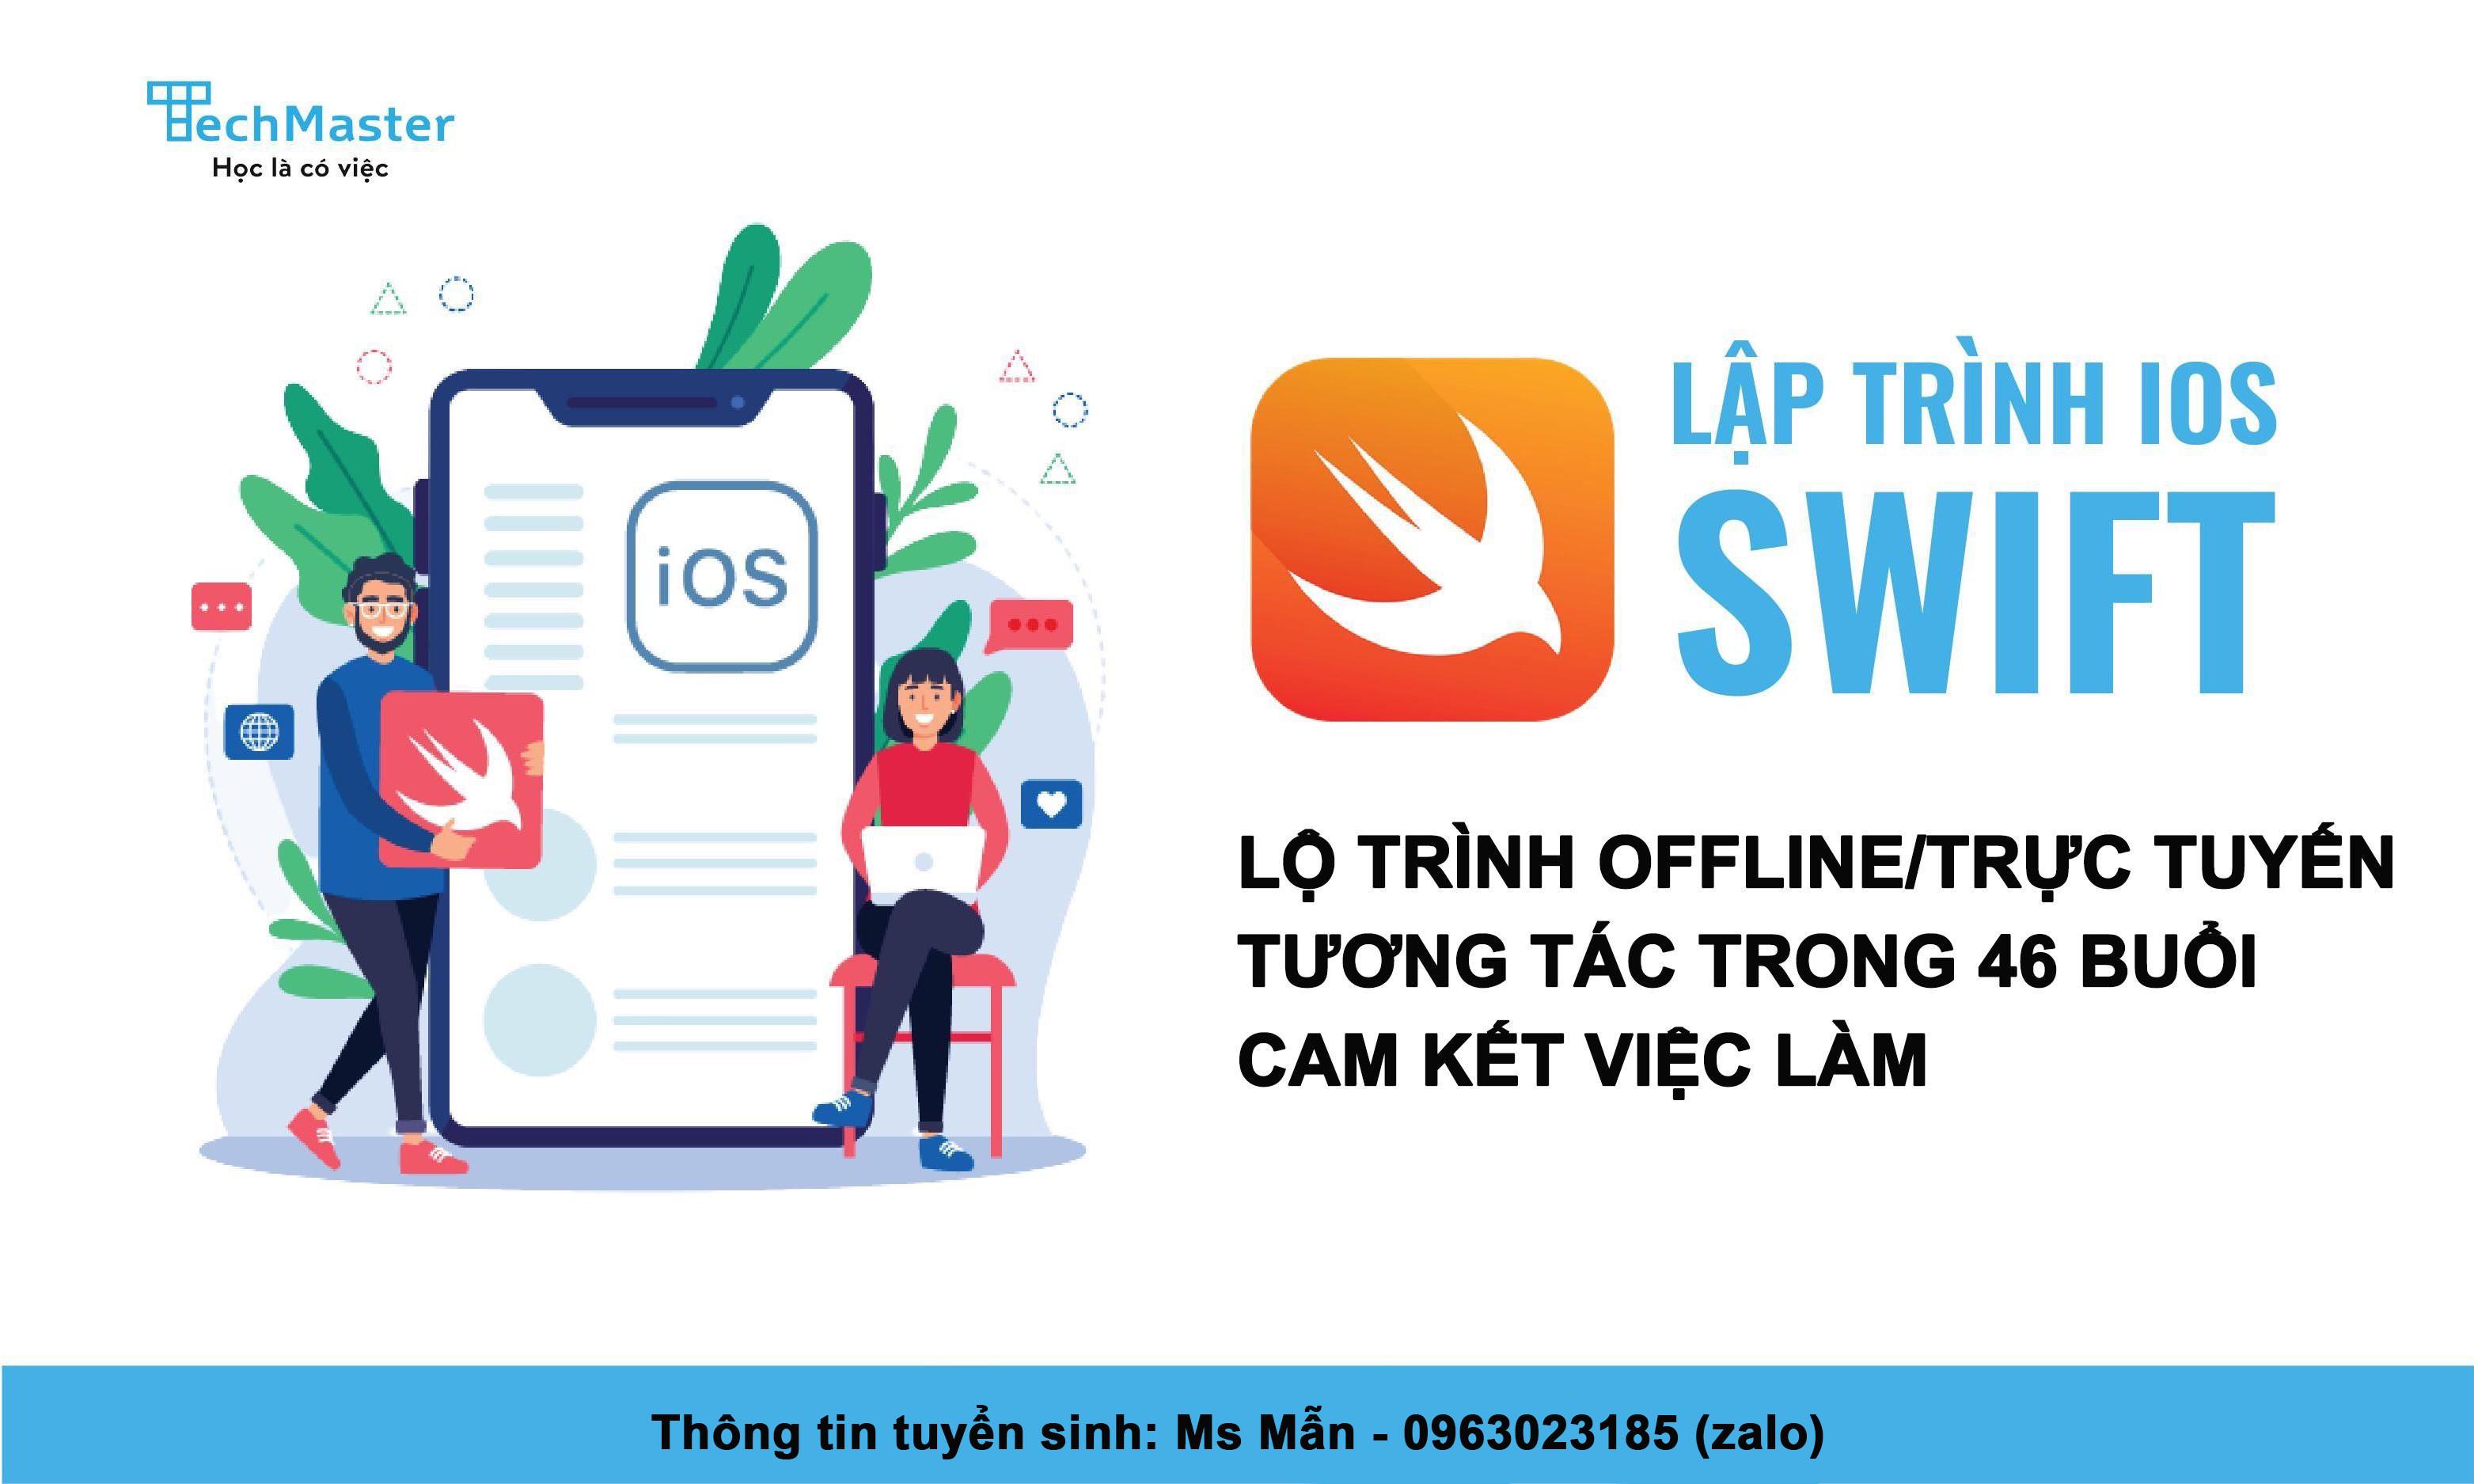 TechMaster
Học là có việc
iOS
LẬP TRÌNH IOS
SWIFT
LỘ TRÌNH OFFLINE/TRỰC TUYẾN
TƯƠNG TÁC TRONG 46 BUỔI
CAM KẾT VIỆC LÀM
Thông tin tuyển sinh: Ms Mẫn - 0963023185 (zalo)